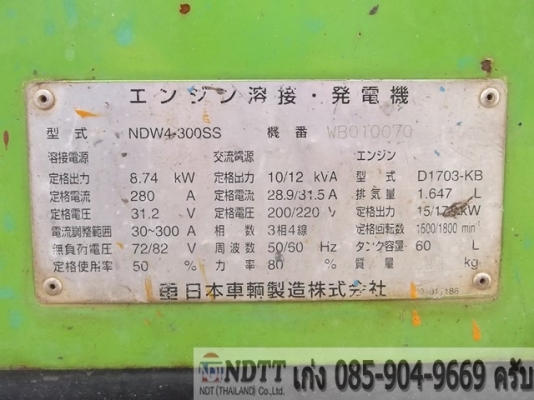 エンジン溶接・発電機
型式 NDW4-300SS 機番 WB010070
溶接電源 交流電源 エンジン
定格出力 8.74 kW 定格出力 10/12 kVA 型式 D1703-KB
定格電流 280 A 定格電流 28.9/31.5 A 排気量 1.647 L
定格電圧 31.2 V 定格電圧 200/220 V 定格出力 kW
電流調整範囲 30~300 A 相数 3相4線 定格回転数 1500/1800 min⁻¹
無負荷電圧 72/82 V 周波数 50/60 Hz タンク容量 60 L
定格使用率 50 % 力率 80 % 質量 kg
日本車輌製造株式会社
NDT NDTT เก่ง 085-904-9669 ครับ
NDT (THAILAND) Co.,Ltd.